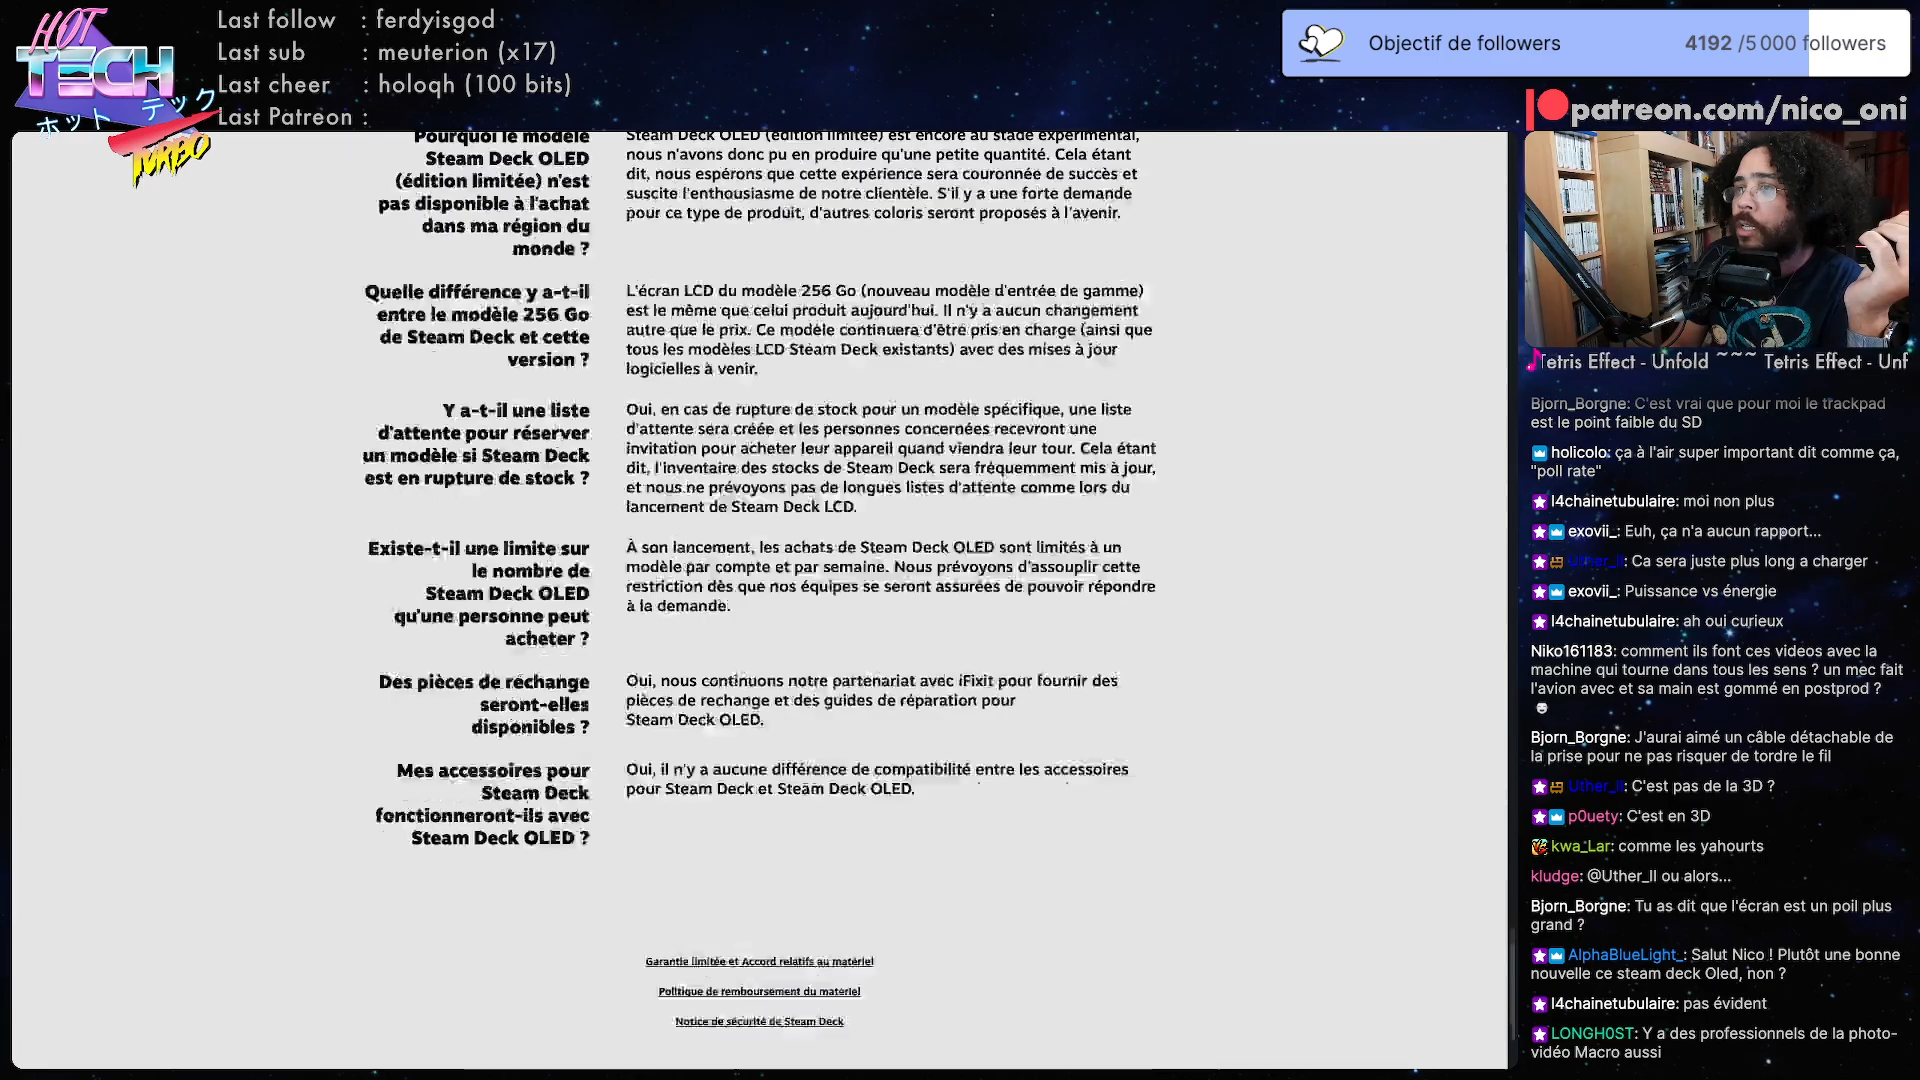 HOT
TECH
ホット テック
TURBO
Last follow : ferdyisgod
Last sub : meuterion (x17)
Last cheer : holoqh (100 bits)
Last Patreon :
Objectif de followers 4192 /5 000 followers
patreon.com/nico_oni
Pourquoi le modèle
Steam Deck OLED
(édition limitée) n'est
pas disponible à l'achat
dans ma région du
monde ?
Steam Deck OLED (édition limitée) est encore au stade expérimental,
nous n'avons donc pu en produire qu'une petite quantité. Cela étant
dit, nous espérons que cette expérience sera couronnée de succès et
suscite l'enthousiasme de notre clientèle. S'il y a une forte demande
pour ce type de produit, d'autres coloris seront proposés à l'avenir.
Quelle différence y a-t-il
entre le modèle 256 Go
de Steam Deck et cette
version ?
L'écran LCD du modèle 256 Go (nouveau modèle d'entrée de gamme)
est le même que celui produit aujourd'hui. Il n'y a aucun changement
autre que le prix. Ce modèle continuera d'être pris en charge (ainsi que
tous les modèles LCD Steam Deck existants) avec des mises à jour
logicielles à venir.
Y a-t-il une liste
d'attente pour réserver
un modèle si Steam Deck
est en rupture de stock ?
Oui, en cas de rupture de stock pour un modèle spécifique, une liste
d'attente sera créée et les personnes concernées recevront une
invitation pour acheter leur appareil quand viendra leur tour. Cela étant
dit, l'inventaire des stocks de Steam Deck sera fréquemment mis à jour,
et nous ne prévoyons pas de longues listes d'attente comme lors du
lancement de Steam Deck LCD.
Existe-t-il une limite sur
le nombre de
Steam Deck OLED
qu'une personne peut
acheter ?
À son lancement, les achats de Steam Deck OLED sont limités à un
modèle par compte et par semaine. Nous prévoyons d'assouplir cette
restriction dès que nos équipes se seront assurées de pouvoir répondre
à la demande.
Des pièces de rechange
seront-elles
disponibles ?
Oui, nous continuons notre partenariat avec iFixit pour fournir des
pièces de rechange et des guides de réparation pour
Steam Deck OLED.
Mes accessoires pour
Steam Deck
fonctionneront-ils avec
Steam Deck OLED ?
Oui, il n'y a aucune différence de compatibilité entre les accessoires
pour Steam Deck et Steam Deck OLED.
Garantie limitée et Accord relatifs au matériel
Politique de remboursement du matériel
Notice de sécurité de Steam Deck
Tetris Effect - Unfold ~~~ Tetris Effect - Unf
Bjorn_Borgne: C'est vrai que pour moi le trackpad
est le point faible du SD
holicolo: ça à l'air super important dit comme ça,
"poll rate"
l4chainetubulaire: moi non plus
exovii_: Euh, ça n'a aucun rapport...
Uther_II: Ca sera juste plus long a charger
exovii_: Puissance vs énergie
l4chainetubulaire: ah oui curieux
Niko161183: comment ils font ces videos avec la
machine qui tourne dans tous les sens ? un mec fait
l'avion avec et sa main est gommé en postprod ?
Bjorn_Borgne: J'aurai aimé un câble détachable de
la prise pour ne pas risquer de tordre le fil
Uther_II: C'est pas de la 3D ?
p0uety: C'est en 3D
kwa_Lar: comme les yahourts
kludge: @Uther_II ou alors...
Bjorn_Borgne: Tu as dit que l'écran est un poil plus
grand ?
AlphaBlueLight_: Salut Nico ! Plutôt une bonne
nouvelle ce steam deck Oled, non ?
l4chainetubulaire: pas évident
LONGH0ST: Y a des professionnels de la photo-
vidéo Macro aussi